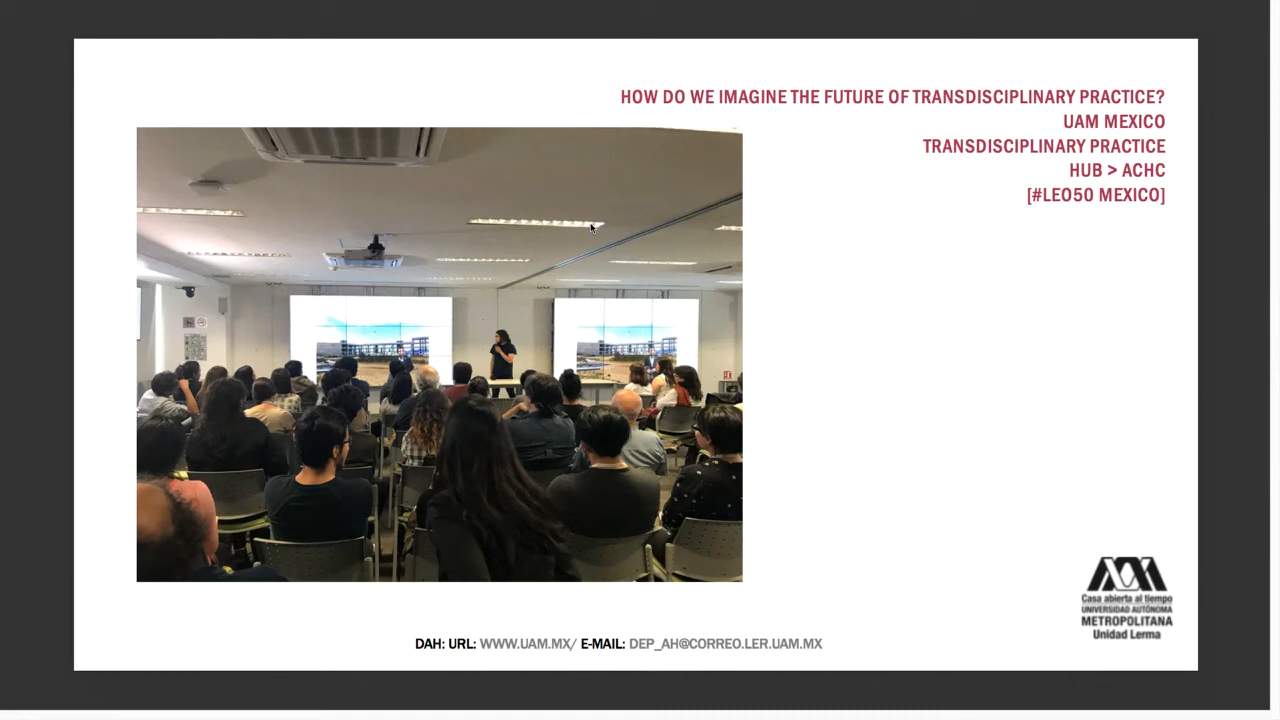 HOW DO WE IMAGINE THE FUTURE OF TRANSDISCIPLINARY PRACTICE?
UAM MEXICO
TRANSDISCIPLINARY PRACTICE
HUB > ACHC
[#LEO50 MEXICO]
Casa abierta al tiempo
UNIVERSIDAD AUTÓNOMA
METROPOLITANA
Unidad Lerma
DAH: URL: WWW.UAM.MX/ E-MAIL: DEP_AH@CORREO.LER.UAM.MX